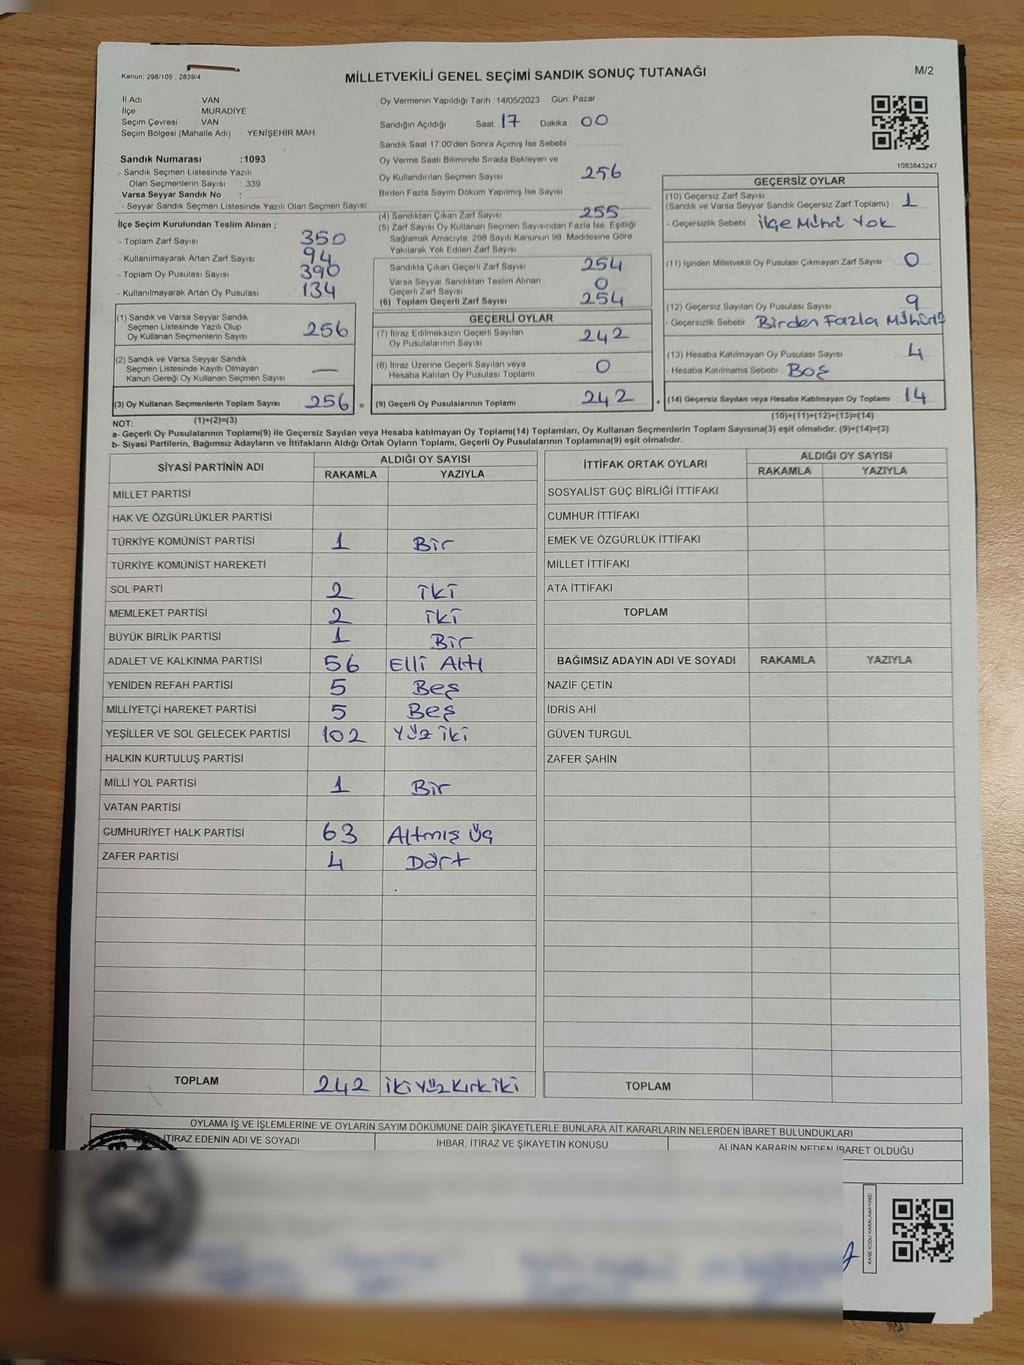 Kanun; 298/105 . 2839/4
MİLLETVEKİLİ GENEL SEÇİMİ SANDIK SONUÇ TUTANAĞI
M/2
İl Adı : VAN
İlçe MURADİYE
Seçim Çevresi : VAN
Seçim Bölgesi (Mahalle Adı) : YENİŞEHİR MAH.
Sandık Numarası :1093
- Sandık Seçmen Listesinde Yazılı
Olan Seçmenlerin Sayısı : 339
Varsa Seyyar Sandık No :
- Seyyar Sandık Seçmen Listesinde Yazılı Olan Seçmen Sayısı
İlçe Seçim Kurulundan Teslim Alınan ;
- Toplam Zarf Sayısı 350
- Kullanılmayarak Artan Zarf Sayısı 94
- Toplam Oy Pusulası Sayısı 390
- Kullanılmayarak Artan Oy Pusulası 134
(1) Sandık ve Varsa Seyyar Sandık
Seçmen Listesinde Yazılı Olup
Oy Kullanan Seçmenlerin Sayısı 256
(2) Sandık ve Varsa Seyyar Sandık
Seçmen Listesinde Kayıtlı Olmayan
Kanun Gereği Oy Kullanan Seçmen Sayısı —
(3) Oy Kullanan Seçmenlerin Toplam Sayısı 256 =
Oy Vermenin Yapıldığı Tarih :14/05/2023 Gün: Pazar
Sandığın Açıldığı Saat 17 Dakika 00
Sandık Saat 17.00'den Sonra Açmış İse Sebebi
Oy Verme Saati Bitiminde Sırada Bekleyen ve
Oy Kullandırılan Seçmen Sayısı 256
Birden Fazla Sayım Döküm Yapılmış İse Sayısı
(4) Sandıktan Çıkan Zarf Sayısı 255
(5) Zarf Sayısı Oy Kullanan Seçmen Sayısından Fazla İse, Eşitliği
Sağlamak Amacıyla, 298 Sayılı Kanunun 98. Maddesine Göre
Yakılarak Yok Edilen Zarf Sayısı
Sandıkta Çıkan Geçerli Zarf Sayısı 254
Varsa Seyyar Sandıktan Teslim Alınan
Geçerli Zarf Sayısı 0
(6) Toplam Geçerli Zarf Sayısı 254
GEÇERLİ OYLAR
(7) İtiraz Edilmeksizin Geçerli Sayılan
Oy Pusulalarının Sayısı 242
(8) İtiraz Üzerine Geçerli Sayılan veya
Hesaba Katılan Oy Pusulası Toplamı 0
(9) Geçerli Oy Pusulalarının Toplamı 242 +
1083843247
GEÇERSİZ OYLAR
(10) Geçersiz Zarf Sayısı
(Sandık ve Varsa Seyyar Sandık Geçersiz Zarf Toplamı) 1
- Geçersizlik Sebebi ilçe Mührü Yok
(11) İçinden Milletvekili Oy Pusulası Çıkmayan Zarf Sayısı 0
(12) Geçersiz Sayılan Oy Pusulası Sayısı 9
- Geçersizlik Sebebi Birden Fazla
(13) Hesaba Katılmayan Oy Pusulası Sayısı 4
- Hesaba Katılmama Sebebi Boş
(14) Geçersiz Sayılan veya Hesaba Katılmayan Oy Toplamı 14
NOT: (1)+(2)=(3)
(10)+(11)+(12)+(13)=(14)
a- Geçerli Oy Pusulalarının Toplamı(9) ile Geçersiz Sayılan veya Hesaba katılmayan Oy Toplamı(14) Toplamları, Oy Kullanan Seçmenlerin Toplam Sayısına(3) eşit olmalıdır. (9)+(14)=(3)
b- Siyasi Partilerin, Bağımsız Adayların ve İttifakların Aldığı Ortak Oyların Toplamı, Geçerli Oy Pusulalarının Toplamına(9) eşit olmalıdır.
SİYASİ PARTİNİN ADI ALDIĞI OY SAYISI
RAKAMLA YAZIYLA
MİLLET PARTİSİ
HAK VE ÖZGÜRLÜKLER PARTİSİ
TÜRKİYE KOMÜNİST PARTİSİ 1 Bir
TÜRKİYE KOMÜNİST HAREKETİ
SOL PARTİ 2 iki
MEMLEKET PARTİSİ 2 iki
BÜYÜK BİRLİK PARTİSİ 1 Bir
ADALET VE KALKINMA PARTİSİ 56 Elli Altı
YENİDEN REFAH PARTİSİ 5 Beş
MİLLİYETÇİ HAREKET PARTİSİ 5 Beş
YEŞİLLER VE SOL GELECEK PARTİSİ 102 Yüz iki
HALKIN KURTULUŞ PARTİSİ
MİLLİ YOL PARTİSİ 1 Bir
VATAN PARTİSİ
CUMHURİYET HALK PARTİSİ 63 Altmış Üç
ZAFER PARTİSİ 4 Dört
TOPLAM 242 iki Yüz Kırk iki
İTTİFAK ORTAK OYLARI ALDIĞI OY SAYISI
RAKAMLA YAZIYLA
SOSYALİST GÜÇ BİRLİĞİ İTTİFAKI
CUMHUR İTTİFAKI
EMEK VE ÖZGÜRLÜK İTTİFAKI
MİLLET İTTİFAKI
ATA İTTİFAKI
TOPLAM
BAĞIMSIZ ADAYIN ADI VE SOYADI RAKAMLA YAZIYLA
NAZİF ÇETİN
İDRİS AHİ
GÜVEN TURGUL
ZAFER ŞAHİN
TOPLAM
OYLAMA İŞ VE İŞLEMLERİNE VE OYLARIN SAYIM DÖKÜMÜNE DAİR ŞİKAYETLERLE BUNLARA AİT KARARLARIN NELERDEN İBARET BULUNDUKLARI
İTİRAZ EDENİN ADI VE SOYADI İHBAR, İTİRAZ VE ŞİKAYETİN KONUSU ALINAN KARARIN NEDEN İBARET OLDUĞU